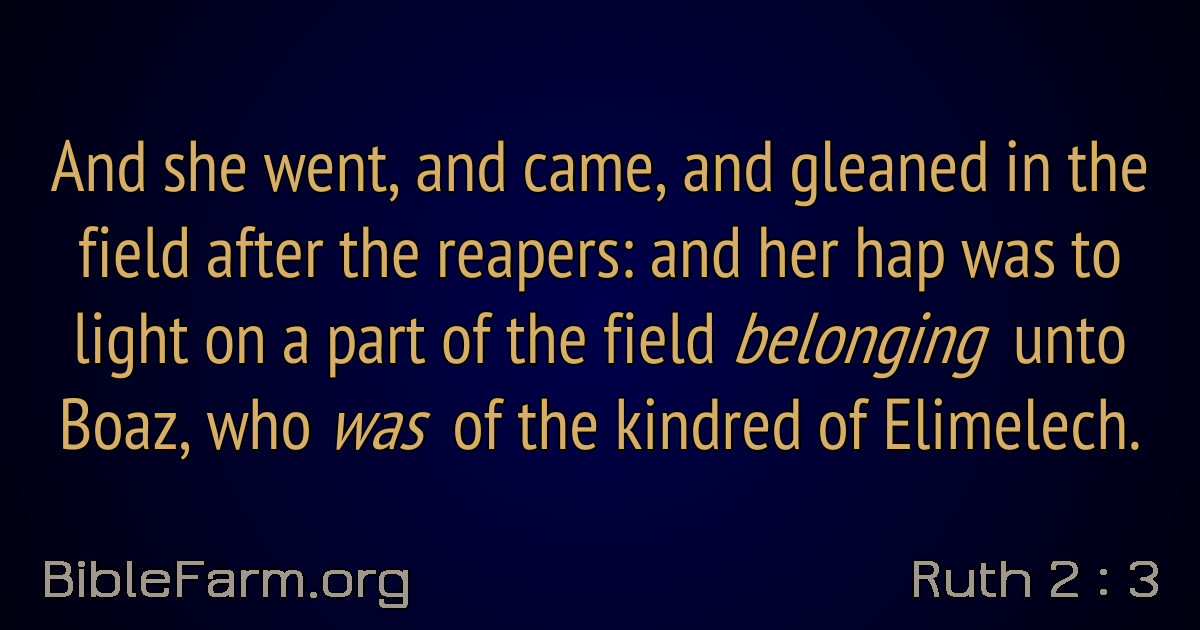 And she went, and came, and gleaned in the
field after the reapers: and her hap was to
light on a part of the field belonging unto
Boaz, who was of the kindred of Elimelech.
BibleFarm.org
Ruth 2 : 3